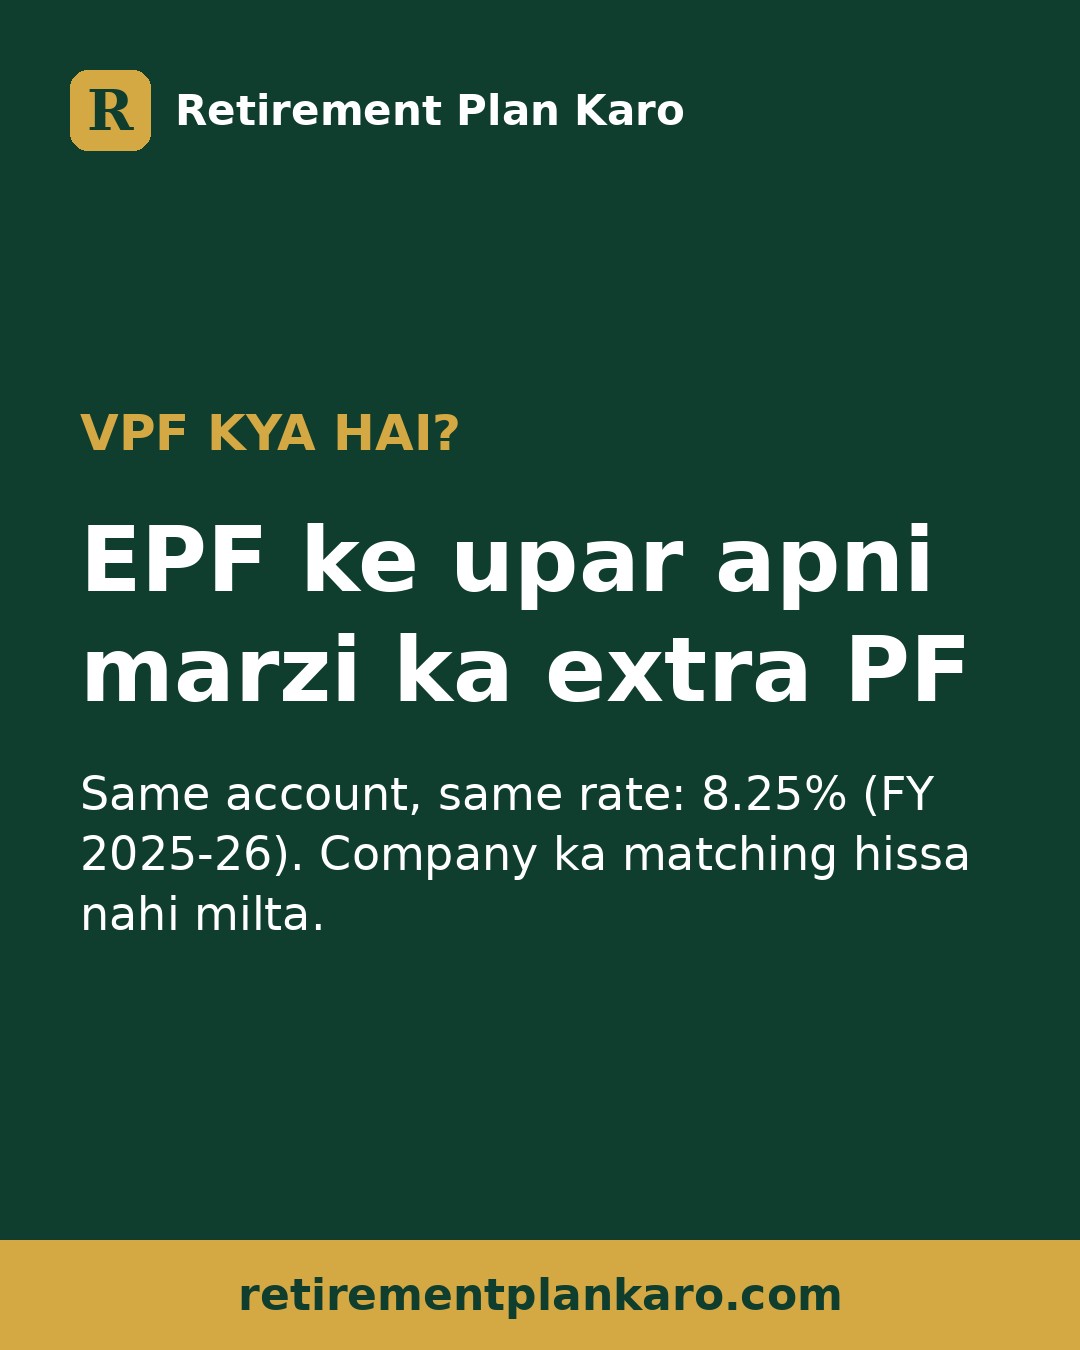 R
Retirement Plan Karo
VPF KYA HAI?
EPF ke upar apni
marzi ka extra PF
Same account, same rate: 8.25% (FY
2025-26). Company ka matching hissa
nahi milta.
retirementplankaro.com